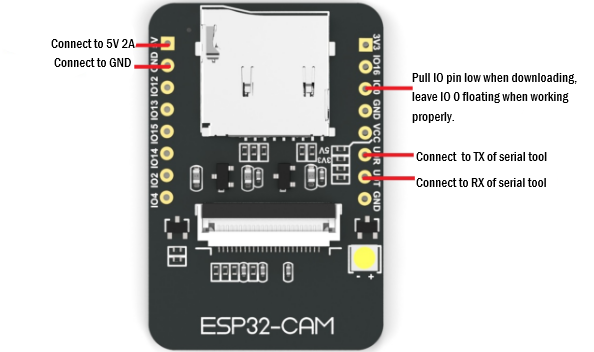 Connect to 5V 2A
Connect to GND
5V
GND
IO12
IO13
IO15
IO14
IO2
IO4
3V3
IO16
IO0
GND
VCC
UOR
UOT
GND
5V
3V3
Pull IO pin low when downloading,
leave IO 0 floating when working
properly.
Connect to TX of serial tool
Connect to RX of serial tool
- +
ESP32-CAM